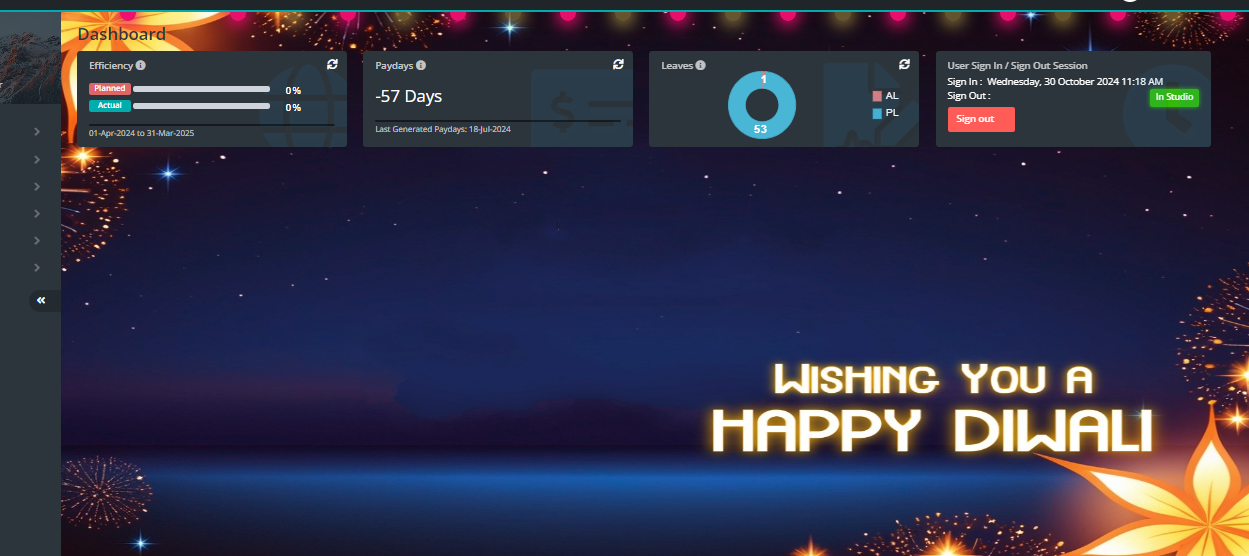 Dashboard
Efficiency
Planned 0%
Actual 0%
01-Apr-2024 to 31-Mar-2025
Paydays
-57 Days
Last Generated Paydays: 18-Jul-2024
Leaves
1
53
AL
PL
User Sign In / Sign Out Session
Sign In : Wednesday, 30 October 2024 11:18 AM
Sign Out :
In Studio
Sign out
Wishing You a
Happy Diwali